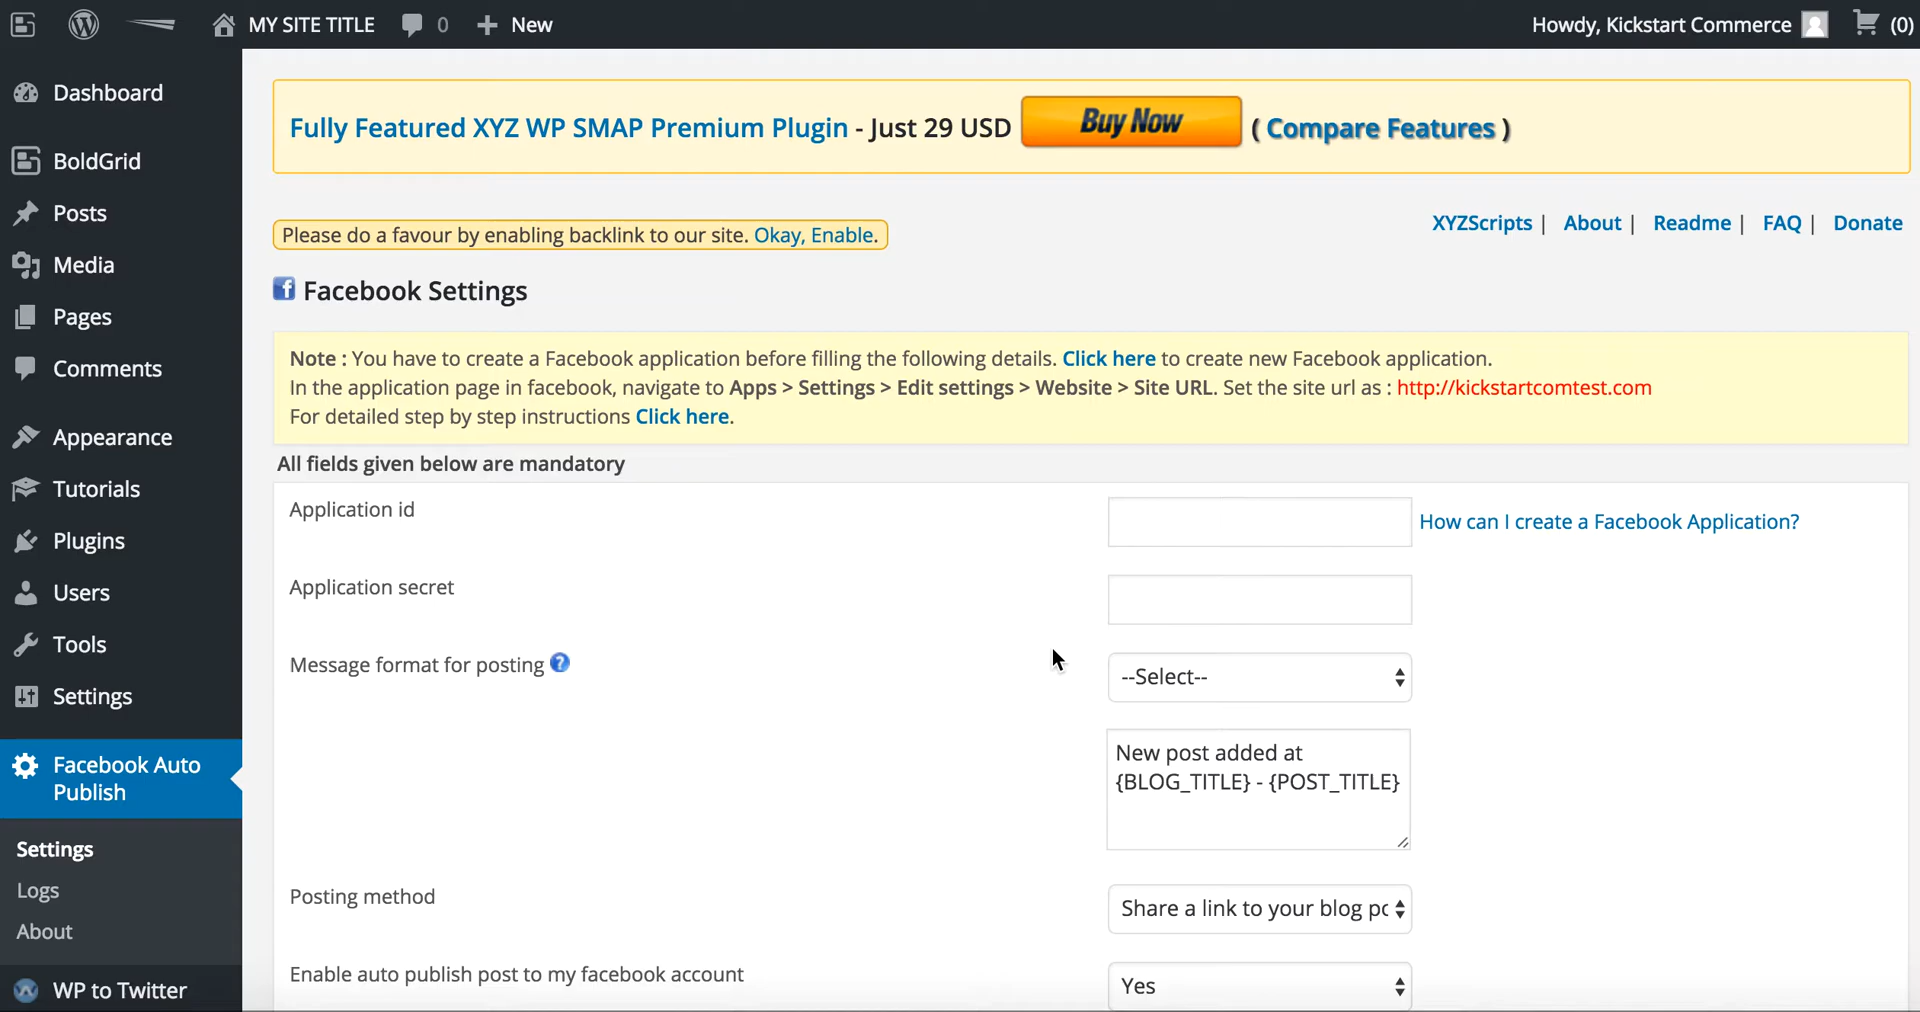 MY SITE TITLE 0 New Howdy, Kickstart Commerce (0)
Dashboard
BoldGrid
Posts
Media
Pages
Comments
Appearance
Tutorials
Plugins
Users
Tools
Settings
Facebook Auto
Publish
Settings
Logs
About
WP to Twitter
Fully Featured XYZ WP SMAP Premium Plugin - Just 29 USD Buy Now ( Compare Features )
Please do a favour by enabling backlink to our site. Okay, Enable.
XYZScripts | About | Readme | FAQ | Donate
Facebook Settings
Note : You have to create a Facebook application before filling the following details. Click here to create new Facebook application.
In the application page in facebook, navigate to Apps > Settings > Edit settings > Website > Site URL. Set the site url as : http://kickstartcomtest.com
For detailed step by step instructions Click here.
All fields given below are mandatory
Application id How can I create a Facebook Application?
Application secret
Message format for posting ? --Select--
New post added at
{BLOG_TITLE} - {POST_TITLE}
Posting method Share a link to your blog pc
Enable auto publish post to my facebook account Yes